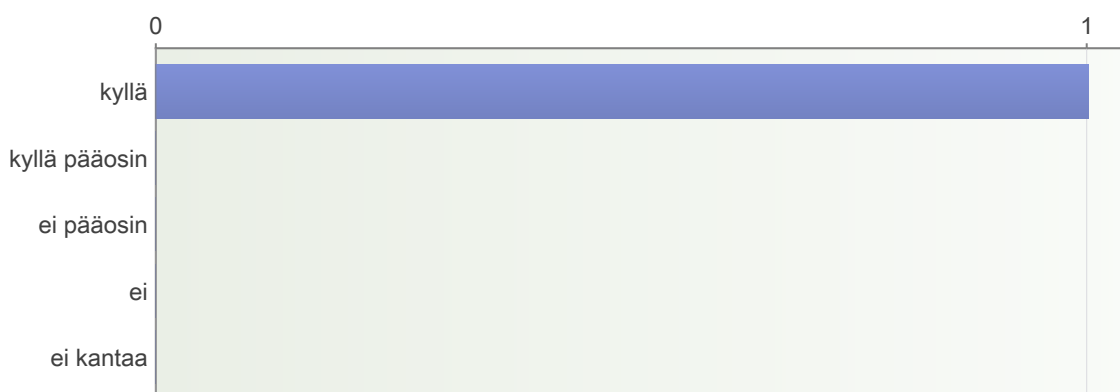 0 1
kyllä
kyllä pääosin
ei pääosin
ei
ei kantaa